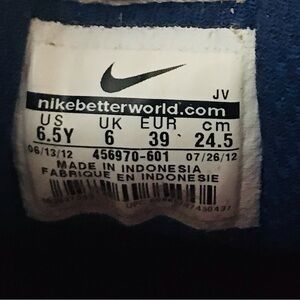 JV
nikebetterworld.com
US UK EUR cm
6.5Y 6 39 24.5
06/13/12 456970-601 07/26/12
MADE IN INDONESIA
FABRIQUE EN INDONESIE